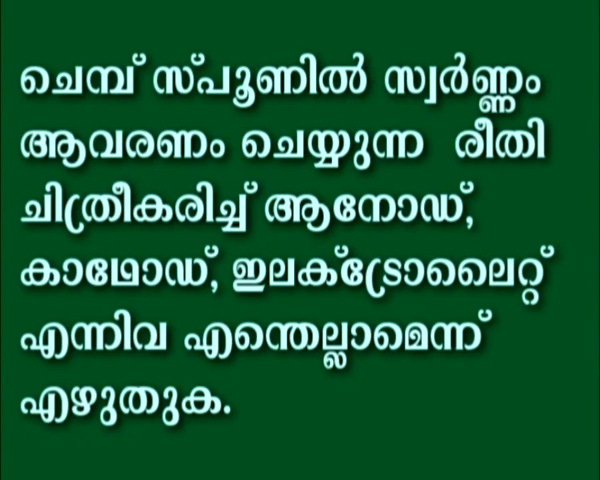 ചെമ്പ് സ്പൂണിൽ സ്വർണ്ണം
ആവരണം ചെയ്യുന്ന രീതി
ചിത്രീകരിച്ച് ആനോഡ്,
കാഥോഡ്, ഇലക്ട്രോലൈറ്റ്
എന്നിവ എന്തെല്ലാമെന്ന്
എഴുതുക.